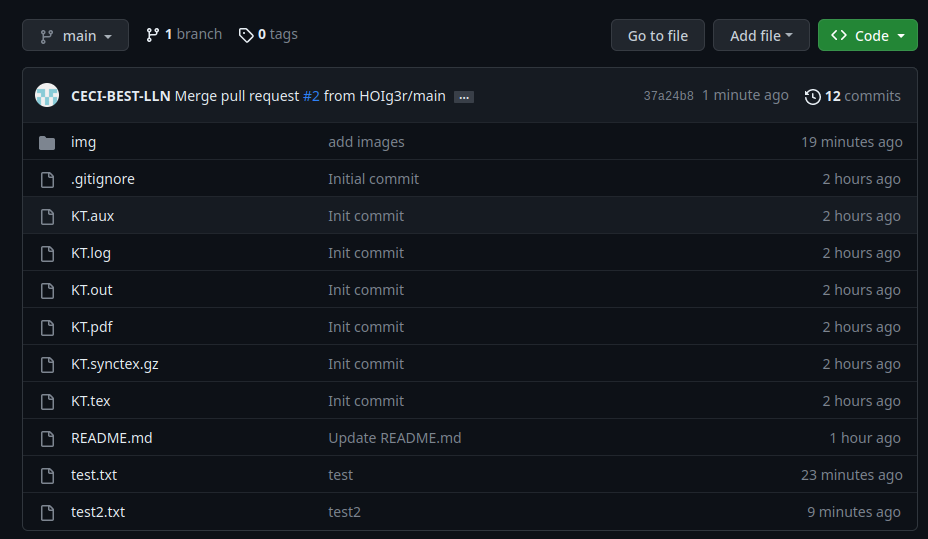 main 1 branch 0 tags Go to file Add file Code
CECI-BEST-LLN Merge pull request #2 from HOIg3r/main ... 37a24b8 1 minute ago 12 commits
img add images 19 minutes ago
.gitignore Initial commit 2 hours ago
KT.aux Init commit 2 hours ago
KT.log Init commit 2 hours ago
KT.out Init commit 2 hours ago
KT.pdf Init commit 2 hours ago
KT.synctex.gz Init commit 2 hours ago
KT.tex Init commit 2 hours ago
README.md Update README.md 1 hour ago
test.txt test 23 minutes ago
test2.txt test2 9 minutes ago